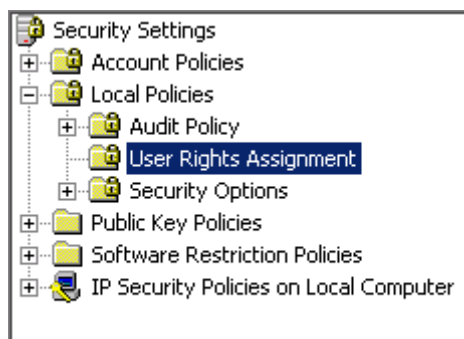 Security Settings
Account Policies
Local Policies
Audit Policy
User Rights Assignment
Security Options
Public Key Policies
Software Restriction Policies
IP Security Policies on Local Computer